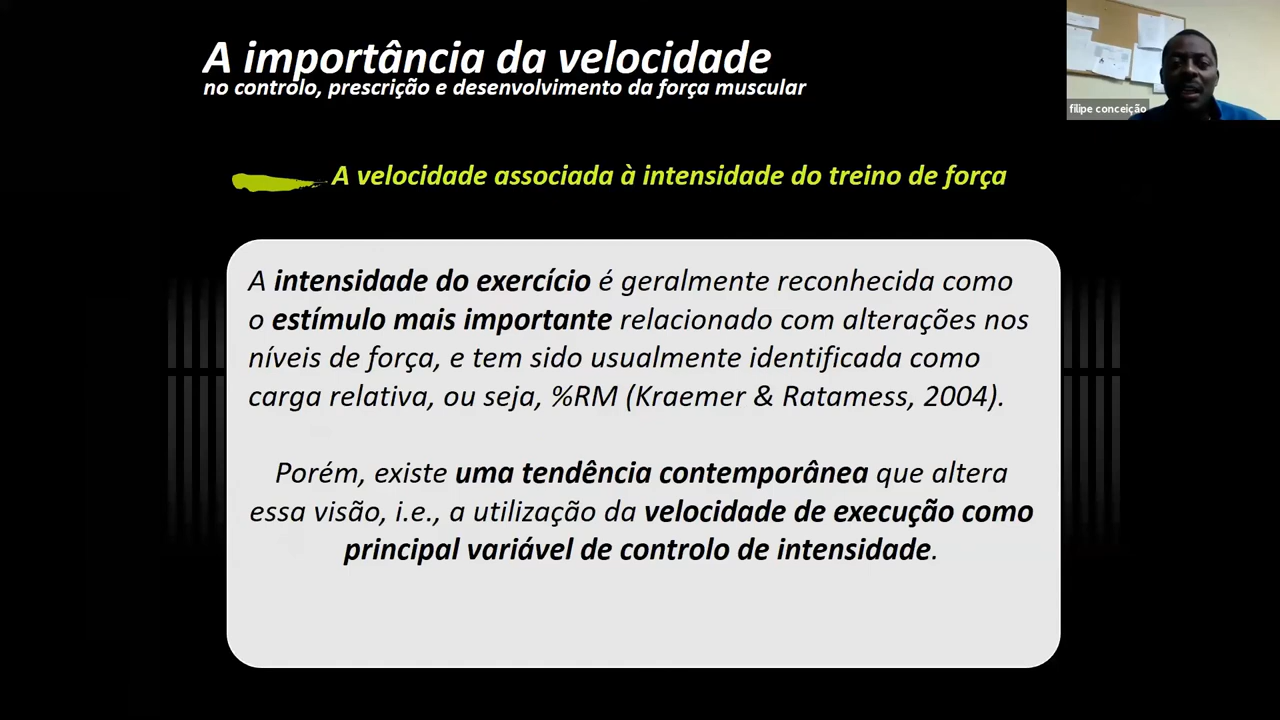 A importância da velocidade
no controlo, prescrição e desenvolvimento da força muscular
filipe conceição
A velocidade associada à intensidade do treino de força
A intensidade do exercício é geralmente reconhecida como
o estímulo mais importante relacionado com alterações nos
níveis de força, e tem sido usualmente identificada como
carga relativa, ou seja, %RM (Kraemer & Ratamess, 2004).
Porém, existe uma tendência contemporânea que altera
essa visão, i.e., a utilização da velocidade de execução como
principal variável de controlo de intensidade.